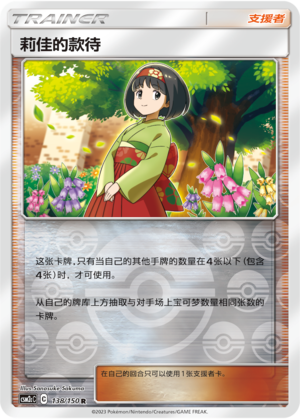 TRAINER 支援者
莉佳的款待
这张卡牌，只有当自己的其他手牌的数量在4张以下（包含
4张）时，才可使用。
从自己的牌库上方抽取与对手场上宝可梦数量相同张数的
卡牌。
在自己的回合只可以使用1张支援者卡。
Illus. Sanosuke Sakuma
CSM2cC G 138/150 R
©2023 Pokémon/Nintendo/Creatures/GAME FREAK.